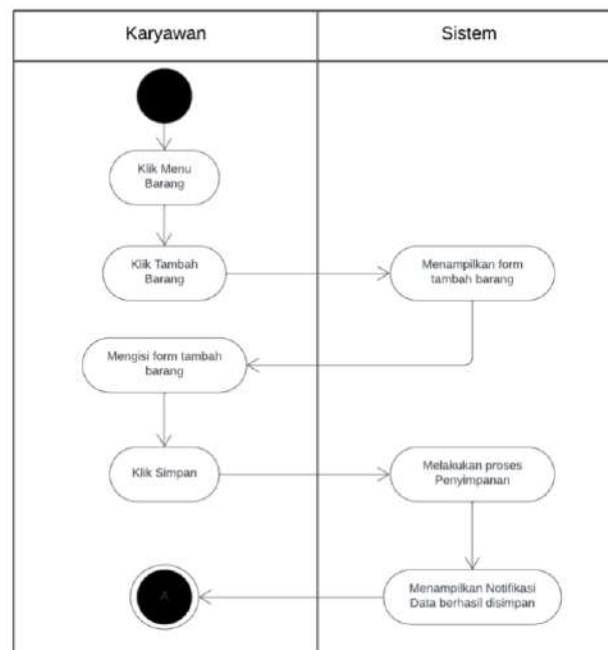 Karyawan
Sistem
Klik Menu
Barang
Klik Tambah
Barang
Menampilkan form
tambah barang
Mengisi form tambah
barang
Klik Simpan
Melakukan proses
Penyimpanan
Menampilkan Notifikasi
Data berhasil disimpan
A